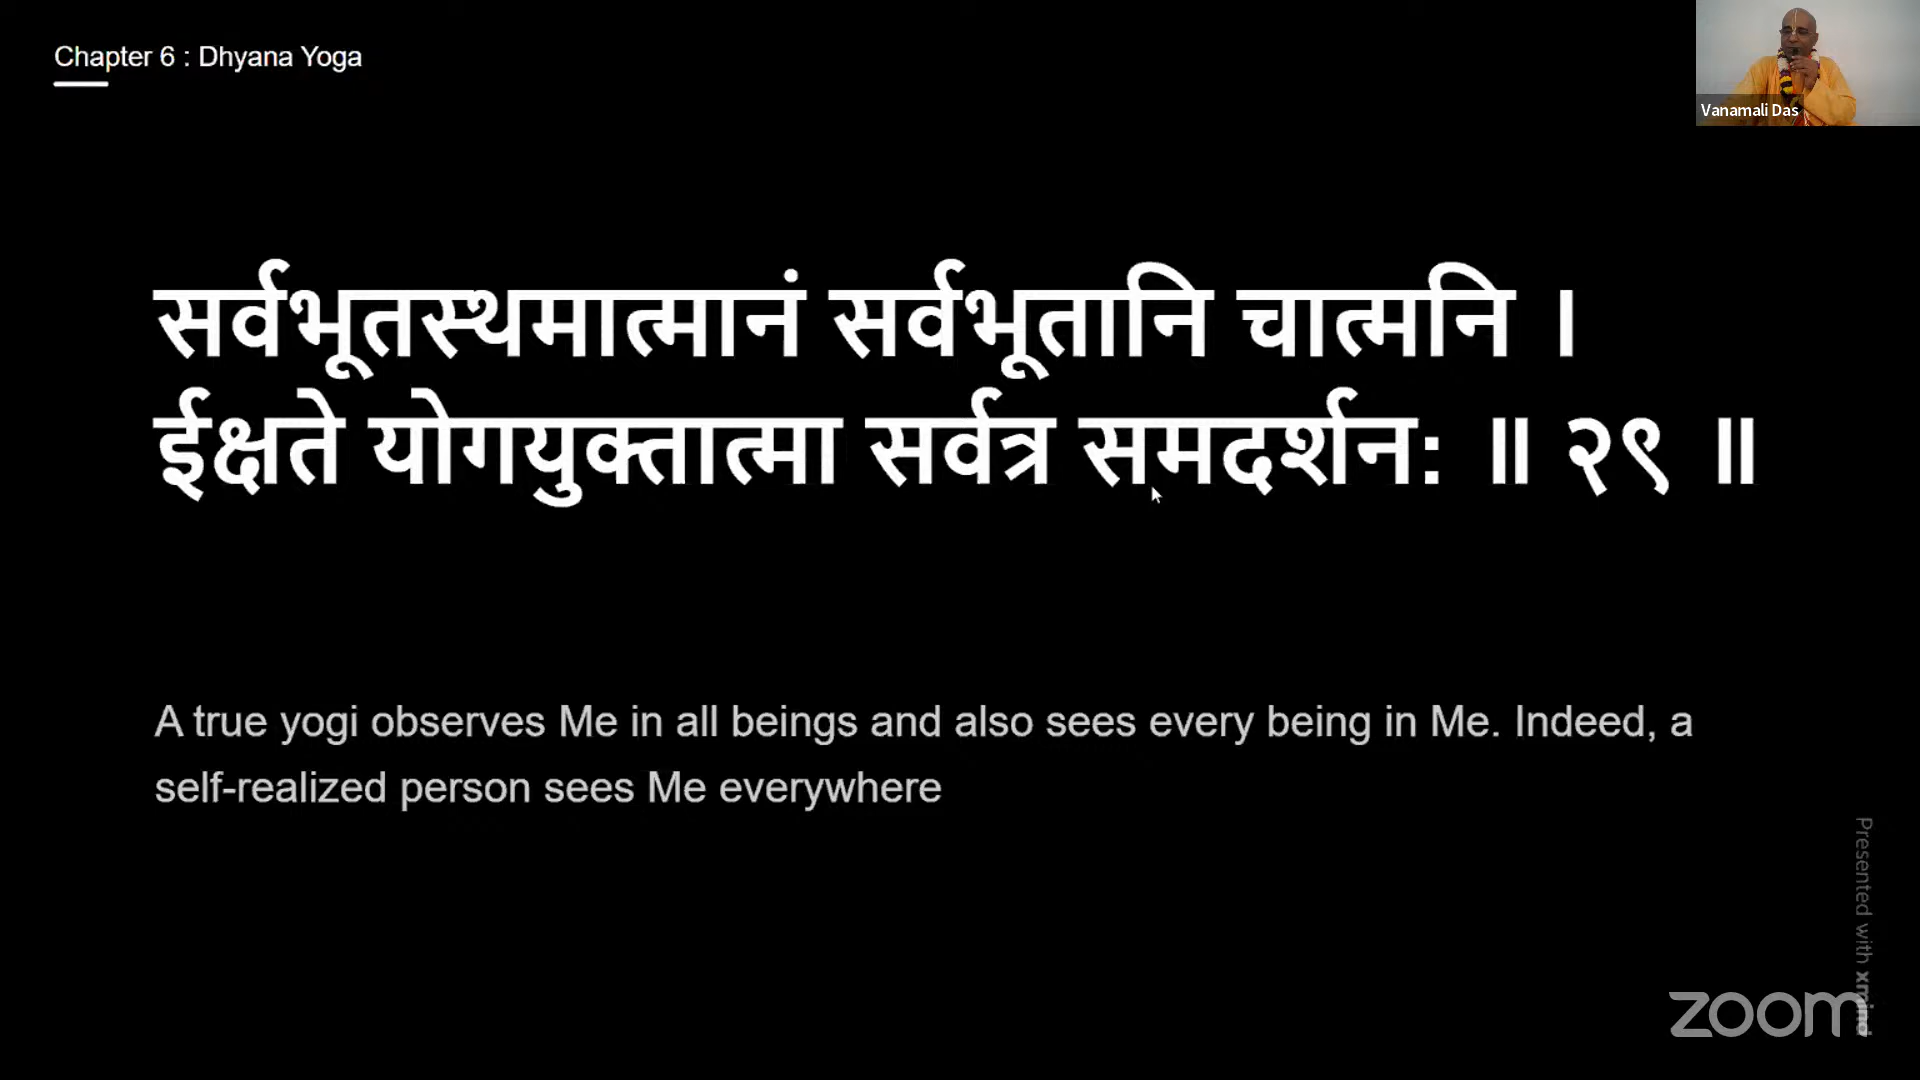 Chapter 6 : Dhyana Yoga
Vanamali Das
सर्वभूतस्थमात्मानं सर्वभूतानि चात्मनि ।
ईक्षते योगयुक्तात्मा सर्वत्र समदर्शन: ॥ २९ ॥
A true yogi observes Me in all beings and also sees every being in Me. Indeed, a
self-realized person sees Me everywhere
Presented with xmind
zoom